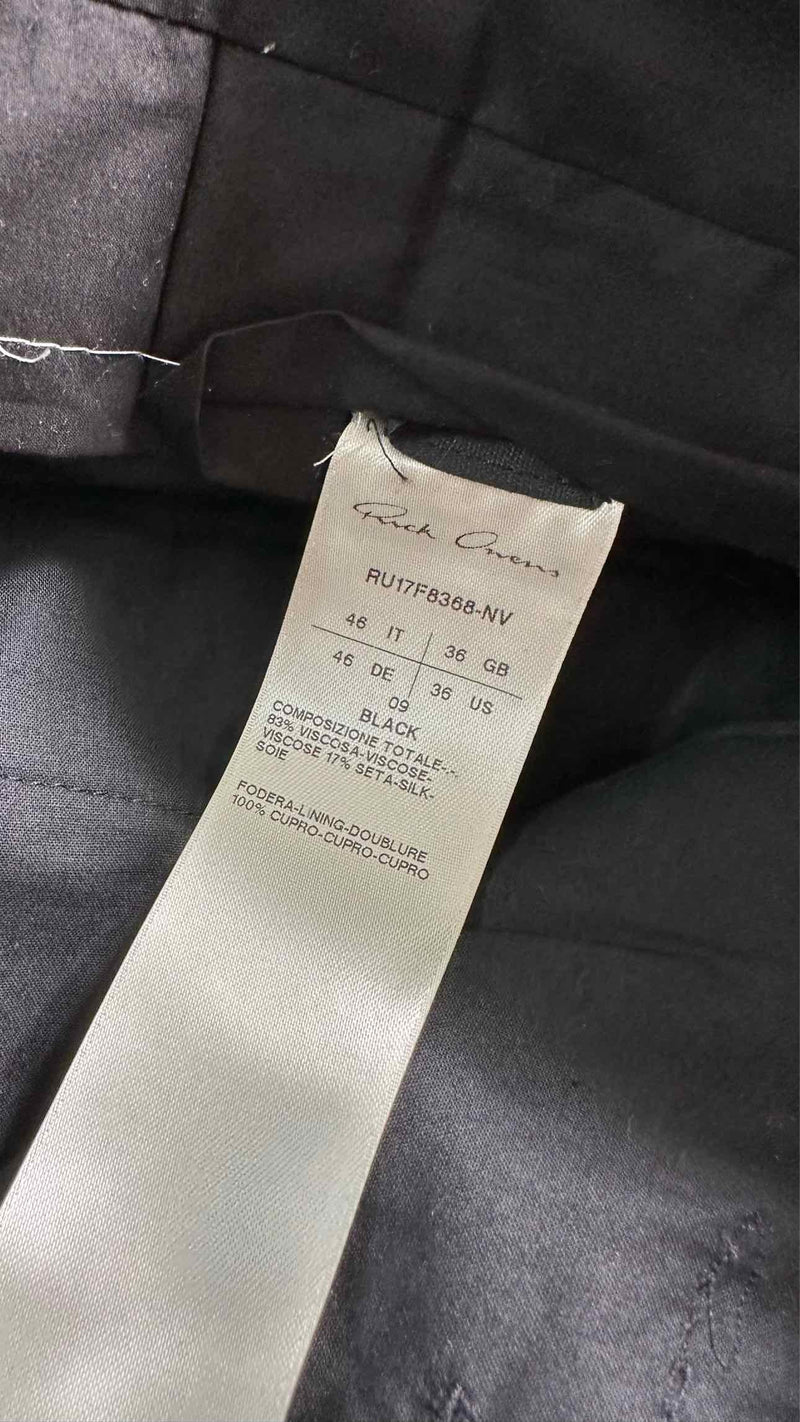 Rick Owens
RU17F8368-NV
46 IT 36 GB
46 DE 36 US
09
BLACK
COMPOSIZIONE TOTALE--.
83% VISCOSA-VISCOSE-
VISCOSE 17% SETA-SILK-
SOIE
FODERA-LINING-DOUBLURE
100% CUPRO-CUPRO-CUPRO